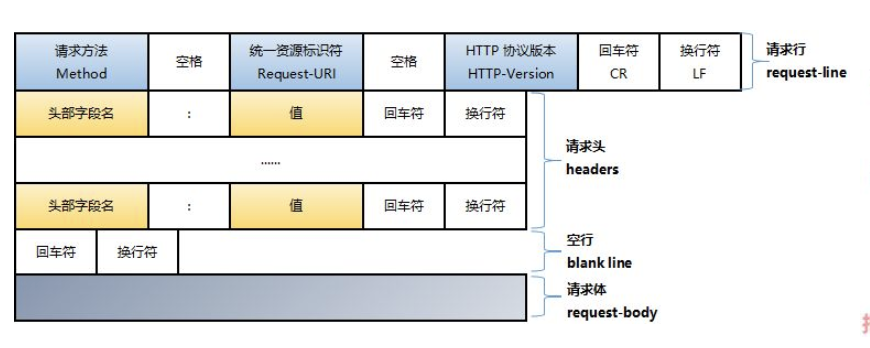 请求方法 空格 统一资源标识符 空格 HTTP 协议版本 回车符 换行符 请求行
Method Request-URI HTTP-Version CR LF request-line
头部字段名 : 值 回车符 换行符
请求头
......
headers
头部字段名 : 值 回车符 换行符
空行
回车符 换行符
blank line
请求体
request-body